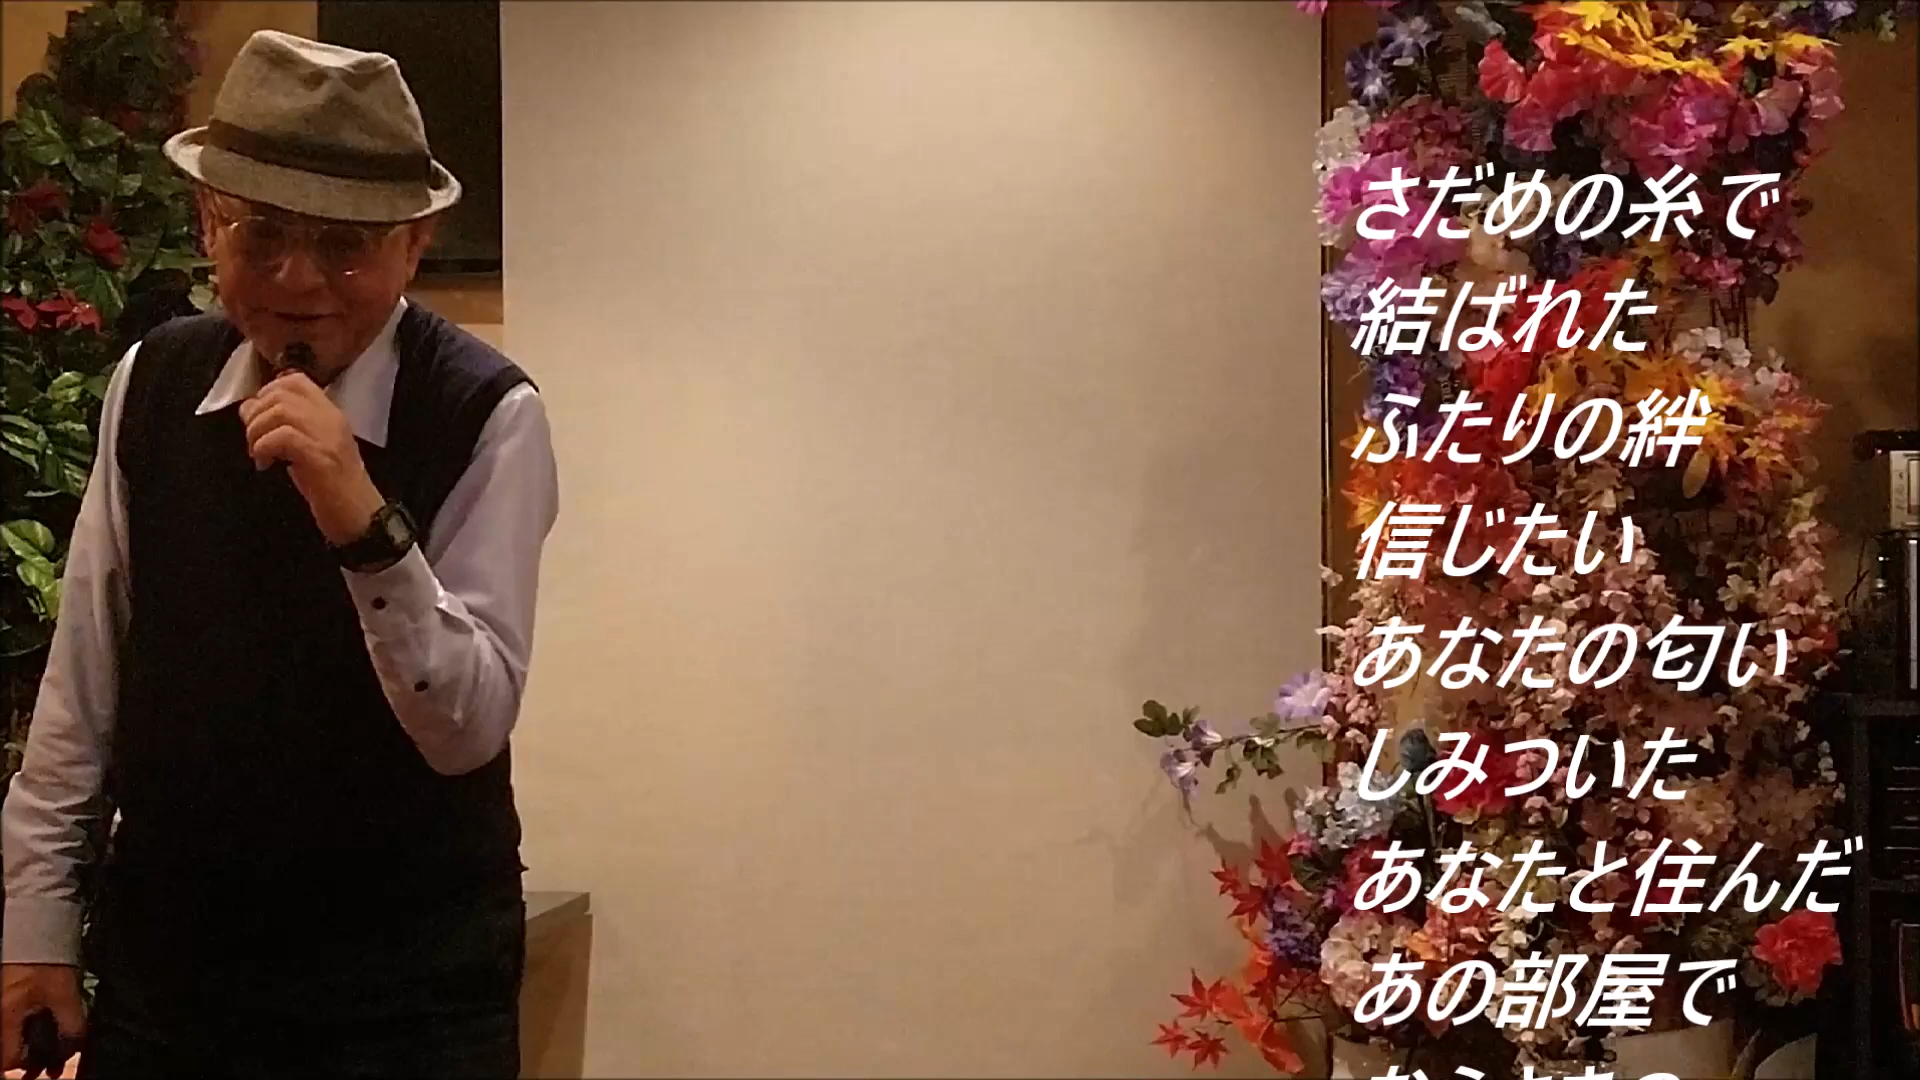 さだめの糸で
結ばれた
ふたりの絆
信じたい
あなたの匂い
しみついた
あなたと住んだ
あの部屋で